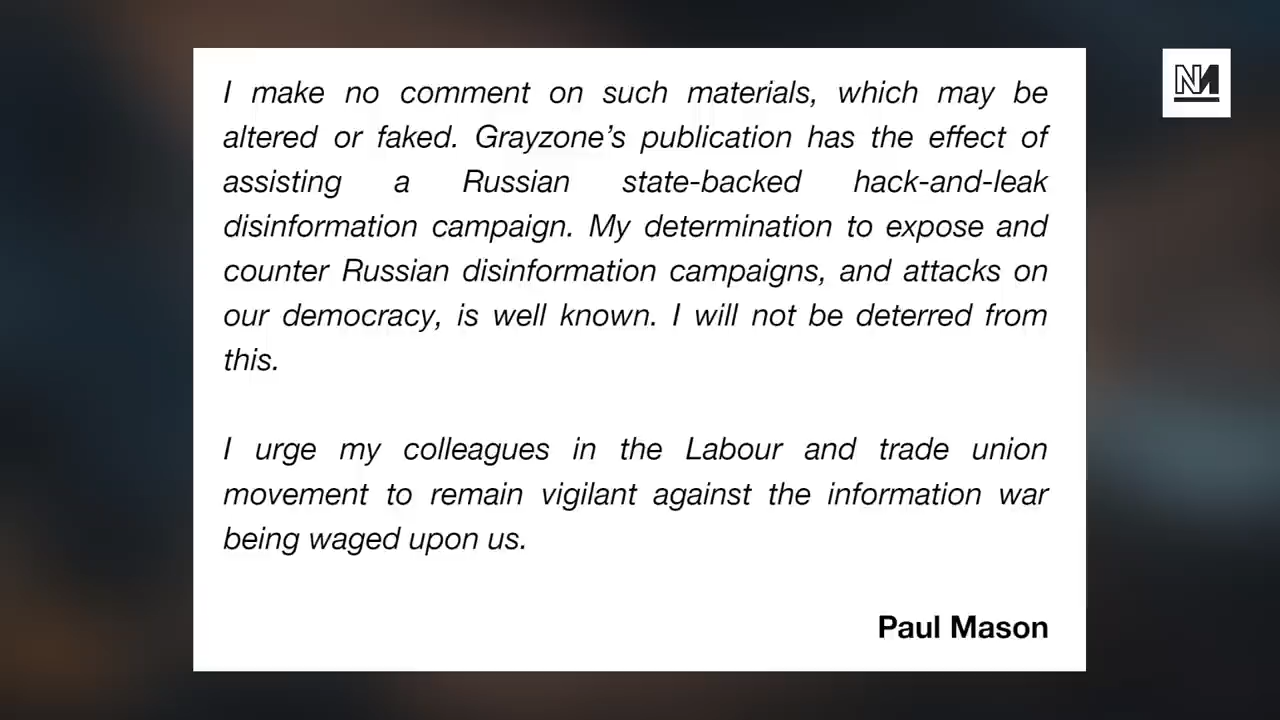 I make no comment on such materials, which may be
altered or faked. Grayzone’s publication has the effect of
assisting a Russian state-backed hack-and-leak
disinformation campaign. My determination to expose and
counter Russian disinformation campaigns, and attacks on
our democracy, is well known. I will not be deterred from
this.
I urge my colleagues in the Labour and trade union
movement to remain vigilant against the information war
being waged upon us.
Paul Mason
NM